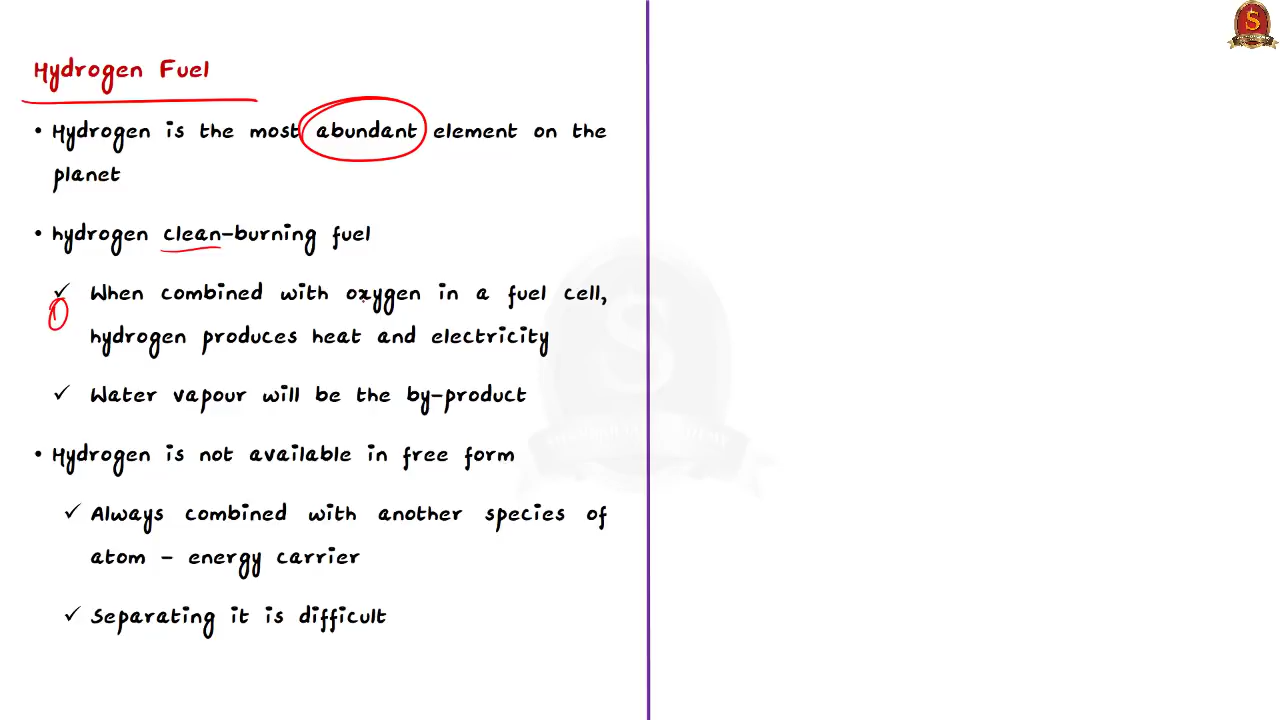 Hydrogen Fuel
• Hydrogen is the most abundant element on the
planet
• hydrogen clean-burning fuel
✓ When combined with oxygen in a fuel cell,
hydrogen produces heat and electricity
✓ Water vapour will be the by-product
• Hydrogen is not available in free form
✓ Always combined with another species of
atom - energy carrier
✓ Separating it is difficult